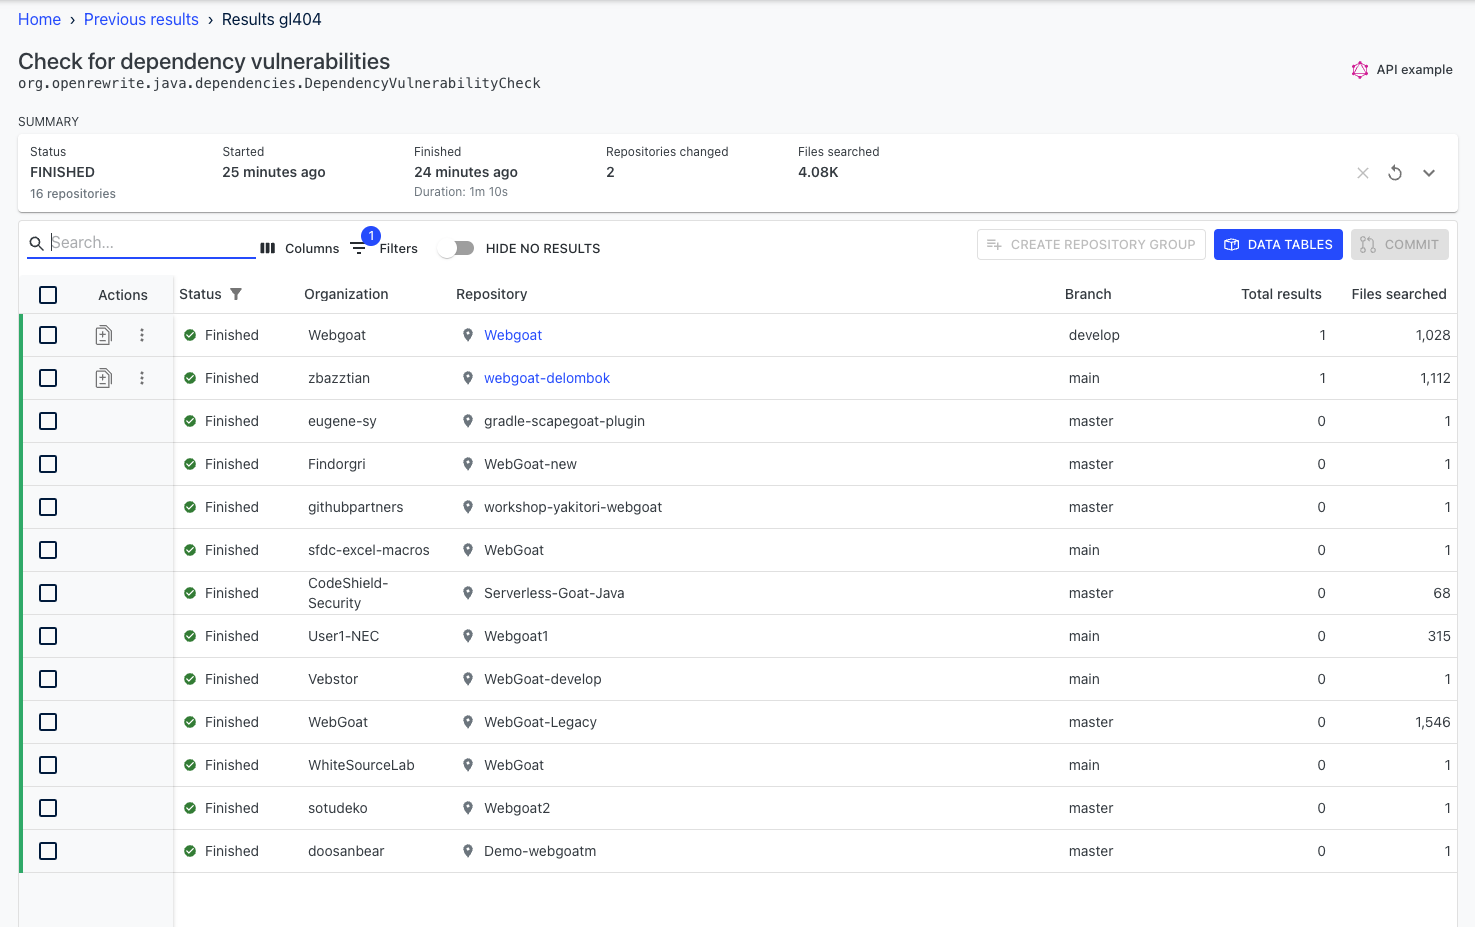 Home › Previous results › Results gl404
Check for dependency vulnerabilities
org.openrewrite.java.dependencies.DependencyVulnerabilityCheck
API example
SUMMARY
Status Started Finished Repositories changed Files searched
FINISHED 25 minutes ago 24 minutes ago 2 4.08K
16 repositories Duration: 1m 10s
Search... Columns 1 Filters HIDE NO RESULTS CREATE REPOSITORY GROUP DATA TABLES COMMIT
Actions Status Organization Repository Branch Total results Files searched
Finished Webgoat Webgoat develop 1 1,028
Finished zbazztian webgoat-delombok main 1 1,112
Finished eugene-sy gradle-scapegoat-plugin master 0 1
Finished Findorgri WebGoat-new master 0 1
Finished githubpartners workshop-yakitori-webgoat master 0 1
Finished sfdc-excel-macros WebGoat main 0 1
Finished CodeShield-
Security Serverless-Goat-Java master 0 68
Finished User1-NEC Webgoat1 main 0 315
Finished Vebstor WebGoat-develop main 0 1
Finished WebGoat WebGoat-Legacy master 0 1,546
Finished WhiteSourceLab WebGoat main 0 1
Finished sotudeko Webgoat2 master 0 1
Finished doosanbear Demo-webgoatm master 0 1